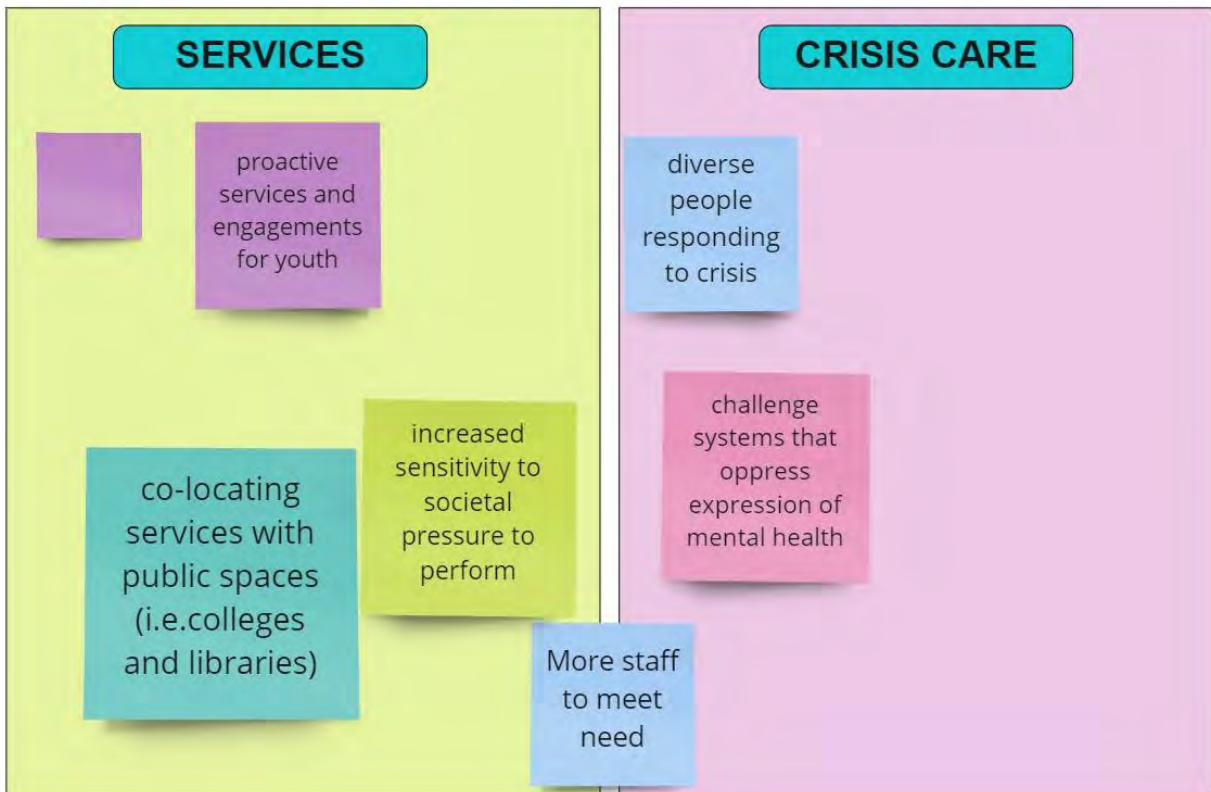 SERVICES
proactive
services and
engagements
for youth
co-locating
services with
public spaces
(i.e.colleges
and libraries)
increased
sensitivity to
societal
pressure to
perform
More staff
to meet
need
CRISIS CARE
diverse
people
responding
to crisis
challenge
systems that
oppress
expression of
mental health